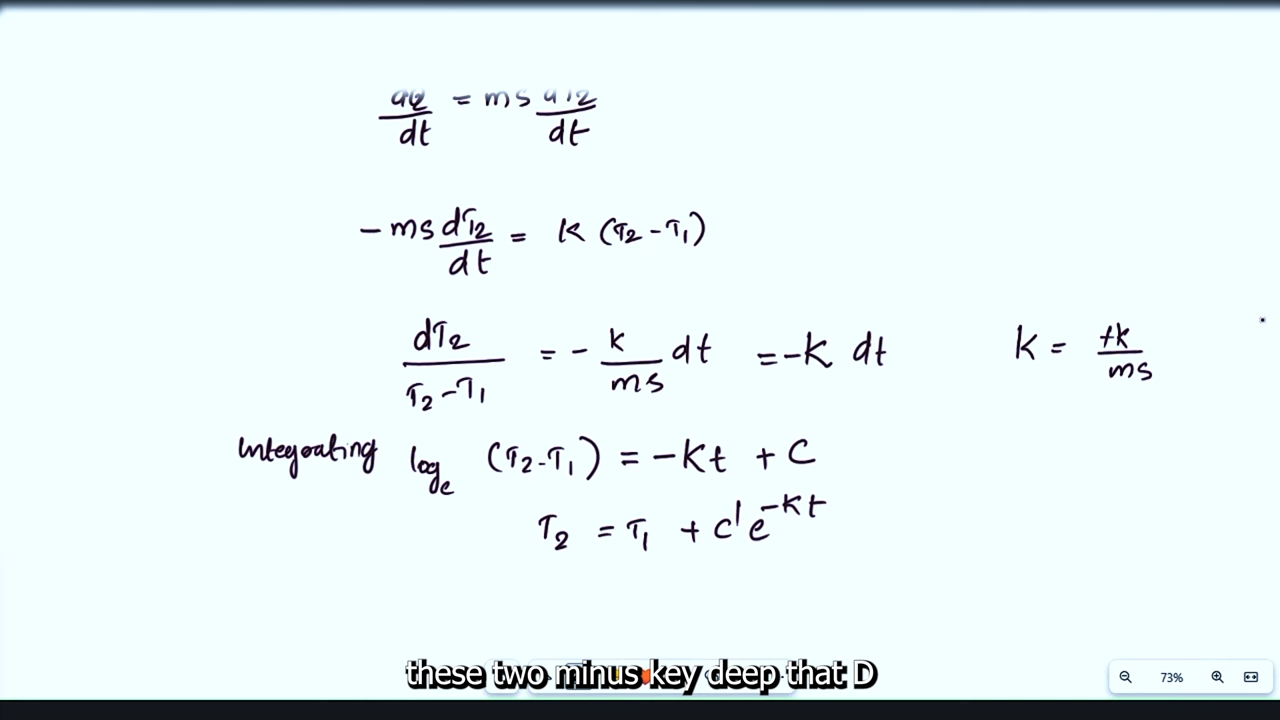 dQ/dt = ms dT2/dt
- ms dT2/dt = k (T2 - T1)
dT2/(T2 - T1) = - k/ms dt = -K dt K = +k/ms
Integrating loge (T2 - T1) = -Kt + C
T2 = T1 + C' e^-Kt
these two minus key deep that D
73%